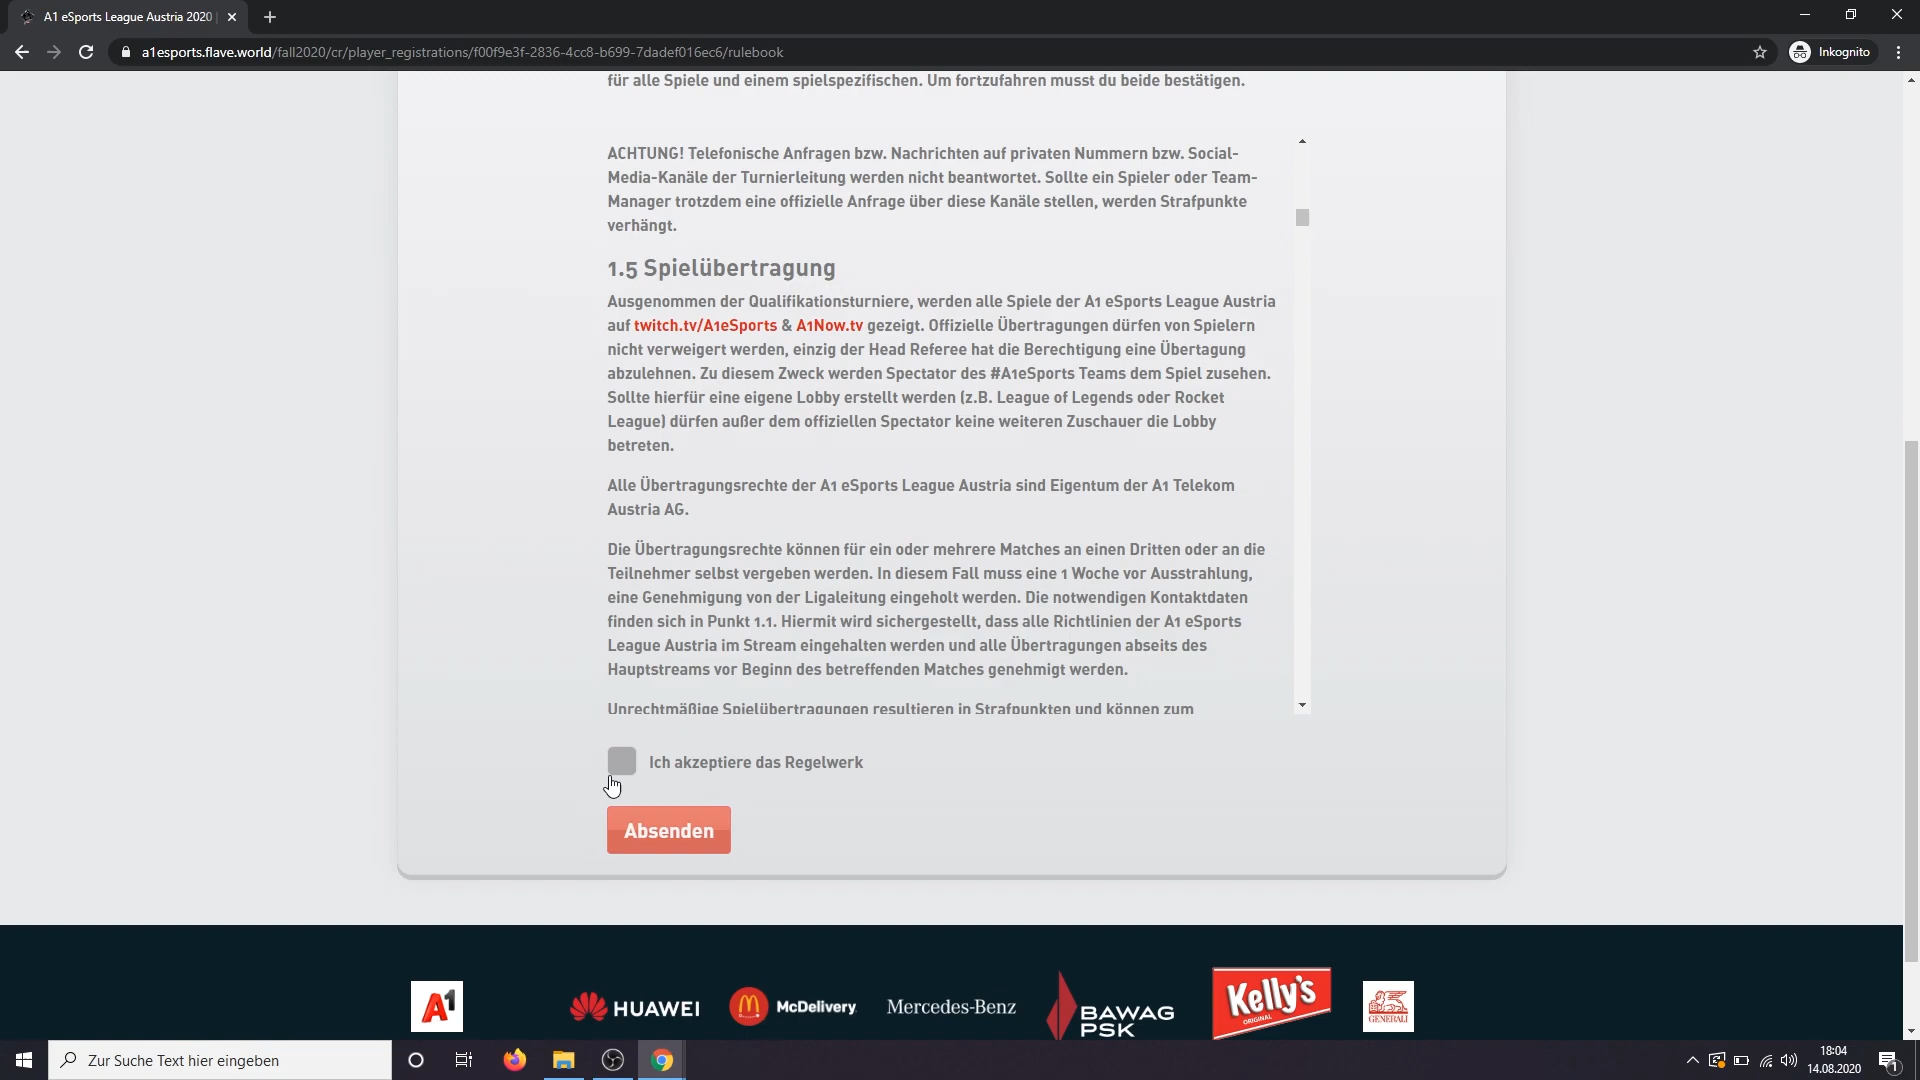 A1 eSports League Austria 2020
a1esports.flave.world/fall2020/cr/player_registrations/f00f9e3f-2836-4cc8-b699-7dadef016ec6/rulebook
Inkognito
für alle Spiele und einem spielspezifischen. Um fortzufahren musst du beide bestätigen.
ACHTUNG! Telefonische Anfragen bzw. Nachrichten auf privaten Nummern bzw. Social-
Media-Kanäle der Turnierleitung werden nicht beantwortet. Sollte ein Spieler oder Team-
Manager trotzdem eine offizielle Anfrage über diese Kanäle stellen, werden Strafpunkte
verhängt.
1.5 Spielübertragung
Ausgenommen der Qualifikationsturniere, werden alle Spiele der A1 eSports League Austria
auf twitch.tv/A1eSports & A1Now.tv gezeigt. Offizielle Übertragungen dürfen von Spielern
nicht verweigert werden, einzig der Head Referee hat die Berechtigung eine Übertagung
abzulehnen. Zu diesem Zweck werden Spectator des #A1eSports Teams dem Spiel zusehen.
Sollte hierfür eine eigene Lobby erstellt werden (z.B. League of Legends oder Rocket
League) dürfen außer dem offiziellen Spectator keine weiteren Zuschauer die Lobby
betreten.
Alle Übertragungsrechte der A1 eSports League Austria sind Eigentum der A1 Telekom
Austria AG.
Die Übertragungsrechte können für ein oder mehrere Matches an einen Dritten oder an die
Teilnehmer selbst vergeben werden. In diesem Fall muss eine 1 Woche vor Ausstrahlung,
eine Genehmigung von der Ligaleitung eingeholt werden. Die notwendigen Kontaktdaten
finden sich in Punkt 1.1. Hiermit wird sichergestellt, dass alle Richtlinien der A1 eSports
League Austria im Stream eingehalten werden und alle Übertragungen abseits des
Hauptstreams vor Beginn des betreffenden Matches genehmigt werden.
Unrechtmäßige Spielübertragungen resultieren in Strafpunkten und können zum
Ich akzeptiere das Regelwerk
Absenden
A1 HUAWEI McDelivery Mercedes-Benz BAWAG PSK Kelly's ORIGINAL GENERALI
Zur Suche Text hier eingeben
18:04
14.08.2020
1